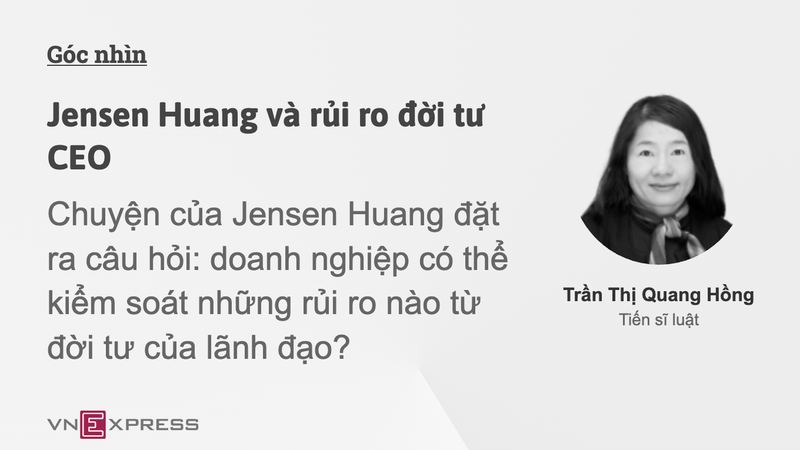 Góc nhìn
Jensen Huang và rủi ro đời tư
CEO
Chuyện của Jensen Huang đặt
ra câu hỏi: doanh nghiệp có thể
kiểm soát những rủi ro nào từ
đời tư của lãnh đạo?
Trần Thị Quang Hồng
Tiến sĩ luật
VNEXPRESS